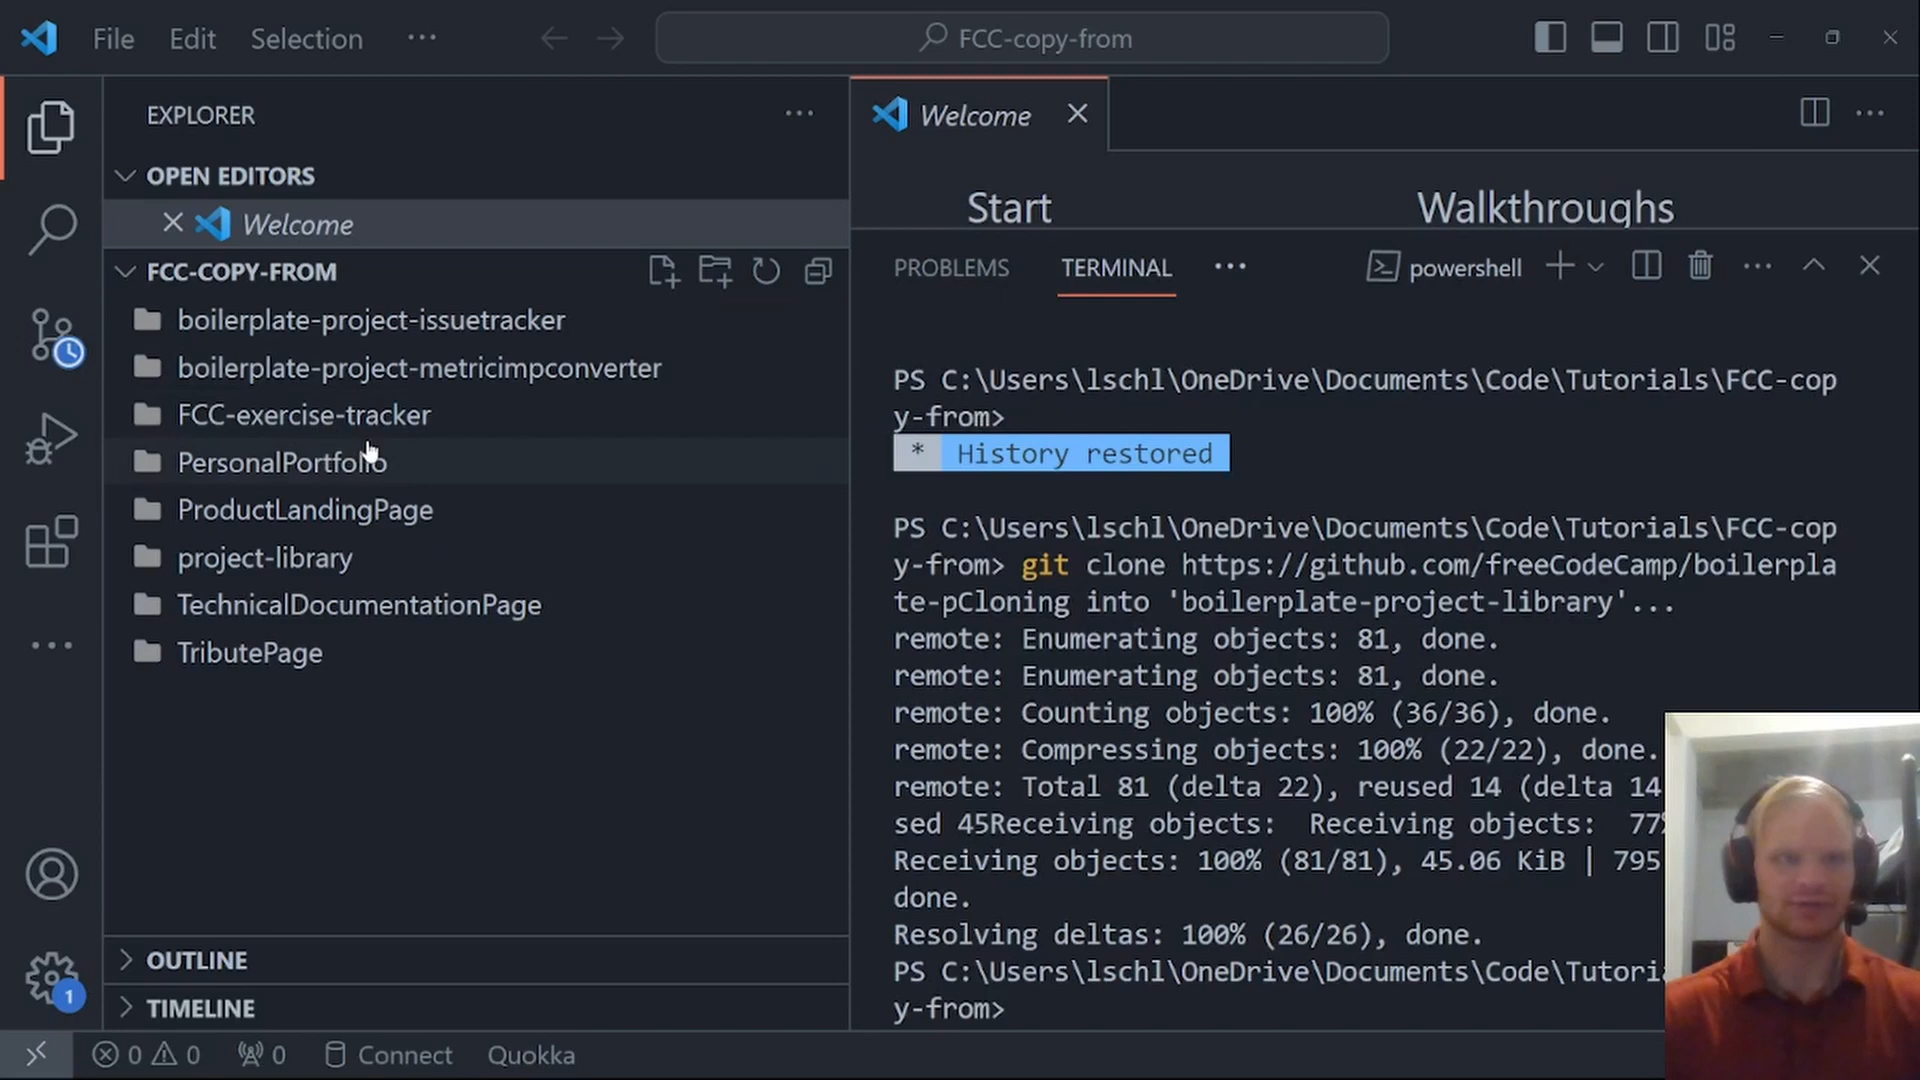 File Edit Selection ··· FCC-copy-from
EXPLORER ···
OPEN EDITORS
Welcome
FCC-COPY-FROM
boilerplate-project-issuetracker
boilerplate-project-metricimpconverter
FCC-exercise-tracker
PersonalPortfolio
ProductLandingPage
project-library
TechnicalDocumentationPage
TributePage
OUTLINE
TIMELINE
1
Welcome
Start Walkthroughs
PROBLEMS TERMINAL ··· powershell
PS C:\Users\lschl\OneDrive\Documents\Code\Tutorials\FCC-cop
y-from>
* History restored
PS C:\Users\lschl\OneDrive\Documents\Code\Tutorials\FCC-cop
y-from> git clone https://github.com/freeCodeCamp/boilerpla
te-pCloning into 'boilerplate-project-library'...
remote: Enumerating objects: 81, done.
remote: Enumerating objects: 81, done.
remote: Counting objects: 100% (36/36), done.
remote: Compressing objects: 100% (22/22), done.
remote: Total 81 (delta 22), reused 14 (delta 14
sed 45Receiving objects: Receiving objects: 77%
Receiving objects: 100% (81/81), 45.06 KiB | 795
done.
Resolving deltas: 100% (26/26), done.
PS C:\Users\lschl\OneDrive\Documents\Code\Tutoria
y-from>
0 0 0 Connect Quokka